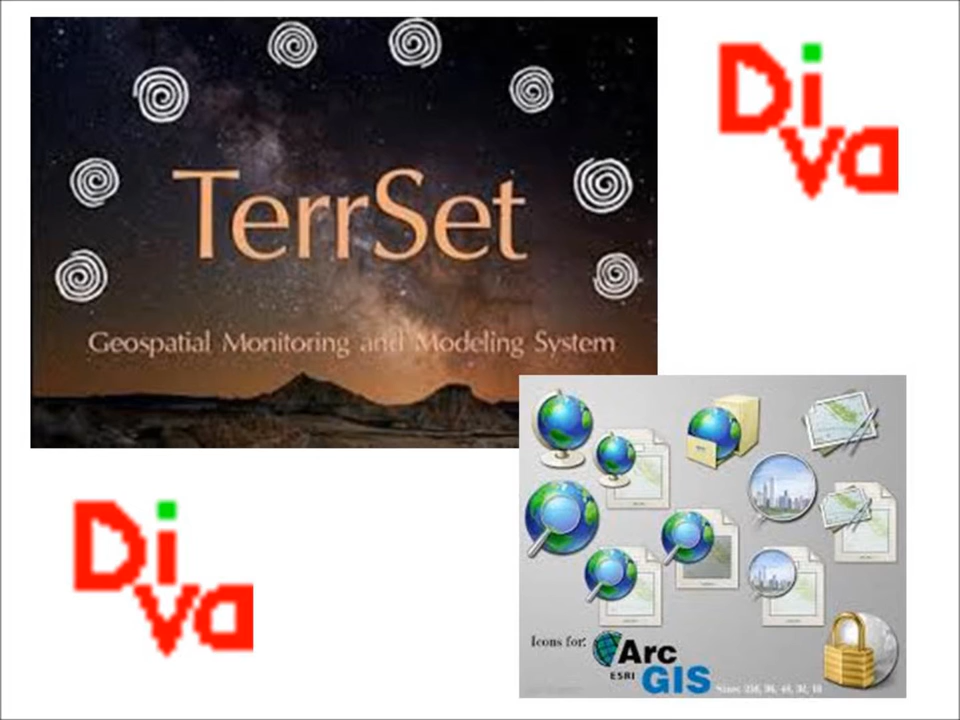 Di
va
TerrSet
Geospatial Monitoring and Modeling System
Icons for:
Arc
ESRI
GIS
Di
va